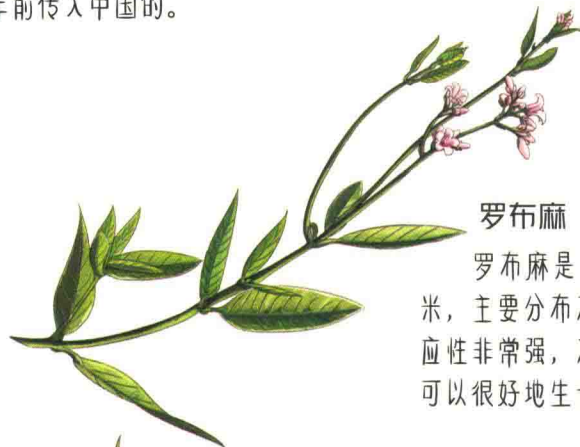 前传入中国的。
罗布麻
罗布麻是
米，主要分布
应性非常强，
可以很好地生